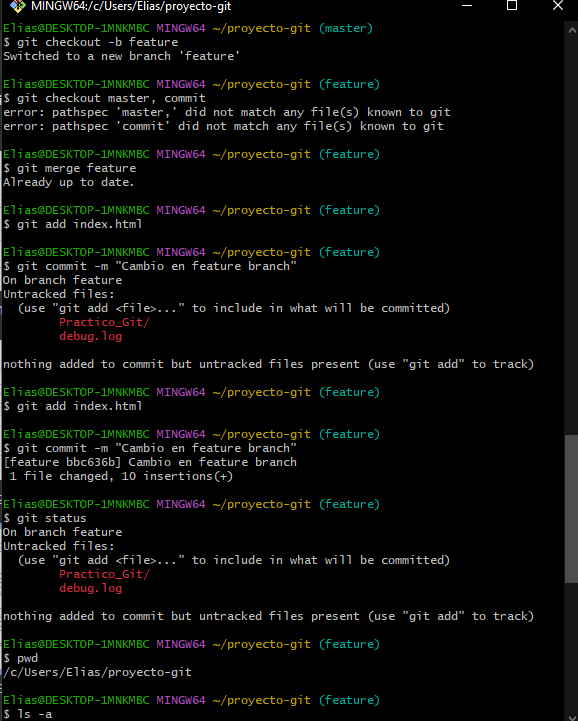 MINGW64:/c/Users/Elias/proyecto-git
Elias@DESKTOP-1MNKMBC MINGW64 ~/proyecto-git (master)
$ git checkout -b feature
Switched to a new branch 'feature'
Elias@DESKTOP-1MNKMBC MINGW64 ~/proyecto-git (feature)
$ git checkout master, commit
error: pathspec 'master,' did not match any file(s) known to git
error: pathspec 'commit' did not match any file(s) known to git
Elias@DESKTOP-1MNKMBC MINGW64 ~/proyecto-git (feature)
$ git merge feature
Already up to date.
Elias@DESKTOP-1MNKMBC MINGW64 ~/proyecto-git (feature)
$ git add index.html
Elias@DESKTOP-1MNKMBC MINGW64 ~/proyecto-git (feature)
$ git commit -m "Cambio en feature branch"
On branch feature
Untracked files:
  (use "git add <file>..." to include in what will be committed)
        Practico_Git/
        debug.log
nothing added to commit but untracked files present (use "git add" to track)
Elias@DESKTOP-1MNKMBC MINGW64 ~/proyecto-git (feature)
$ git add index.html
Elias@DESKTOP-1MNKMBC MINGW64 ~/proyecto-git (feature)
$ git commit -m "Cambio en feature branch"
[feature bbc636b] Cambio en feature branch
 1 file changed, 10 insertions(+)
Elias@DESKTOP-1MNKMBC MINGW64 ~/proyecto-git (feature)
$ git status
On branch feature
Untracked files:
  (use "git add <file>..." to include in what will be committed)
        Practico_Git/
        debug.log
nothing added to commit but untracked files present (use "git add" to track)
Elias@DESKTOP-1MNKMBC MINGW64 ~/proyecto-git (feature)
$ pwd
/c/Users/Elias/proyecto-git
Elias@DESKTOP-1MNKMBC MINGW64 ~/proyecto-git (feature)
$ ls -a